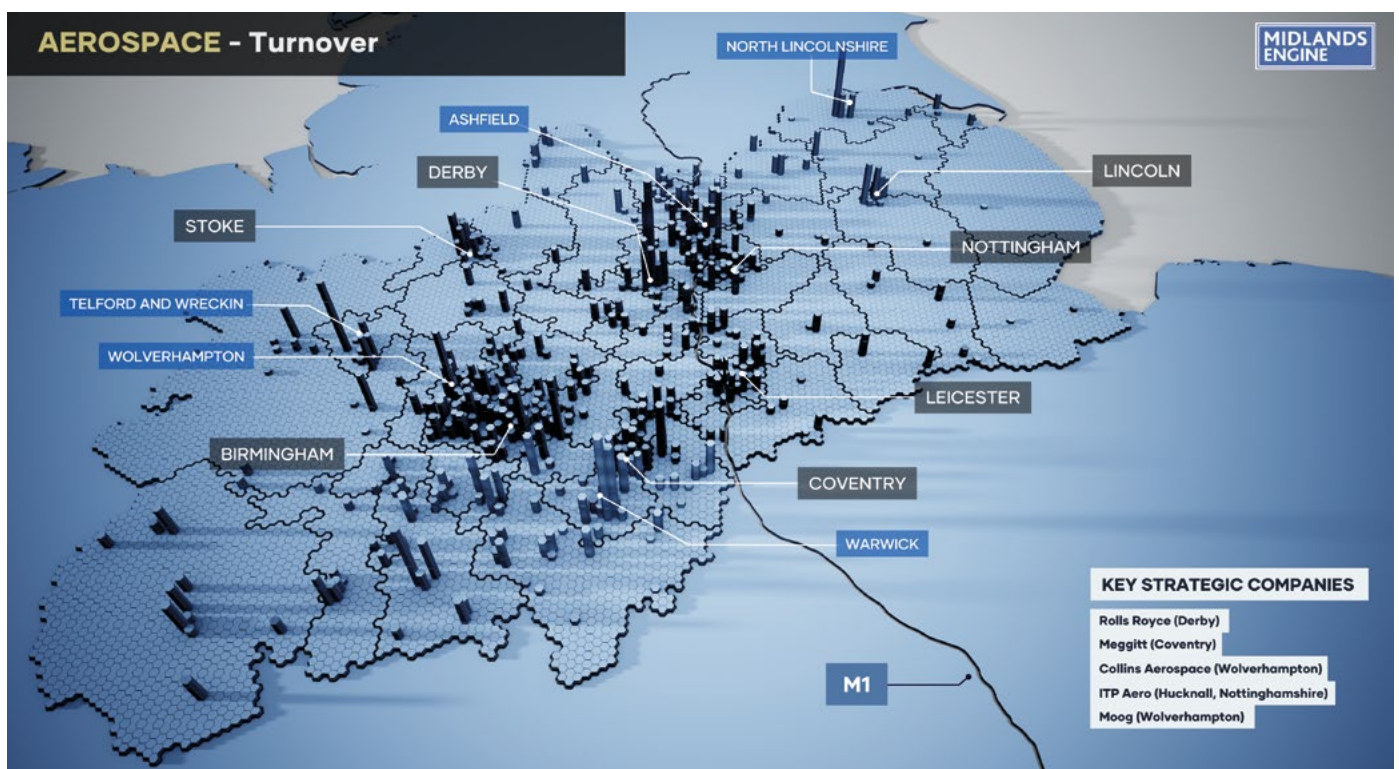 AEROSPACE - Turnover
MIDLANDS
ENGINE
NORTH LINCOLNSHIRE
ASHFIELD
DERBY
LINCOLN
STOKE
NOTTINGHAM
TELFORD AND WRECKIN
WOLVERHAMPTON
LEICESTER
BIRMINGHAM
COVENTRY
WARWICK
M1
KEY STRATEGIC COMPANIES
Rolls Royce (Derby)
Meggitt (Coventry)
Collins Aerospace (Wolverhampton)
ITP Aero (Hucknall, Nottinghamshire)
Moog (Wolverhampton)